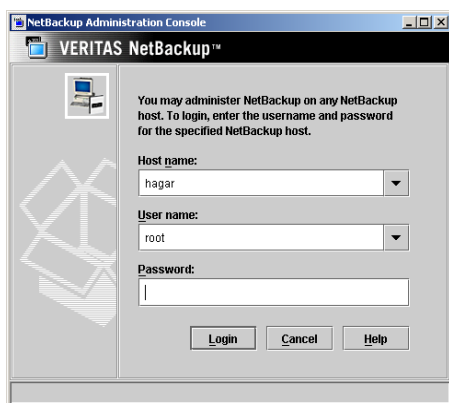 NetBackup Administration Console
VERITAS NetBackup™
You may administer NetBackup on any NetBackup
host. To login, enter the username and password
for the specified NetBackup host.
Host name:
hagar
User name:
root
Password:
Login Cancel Help